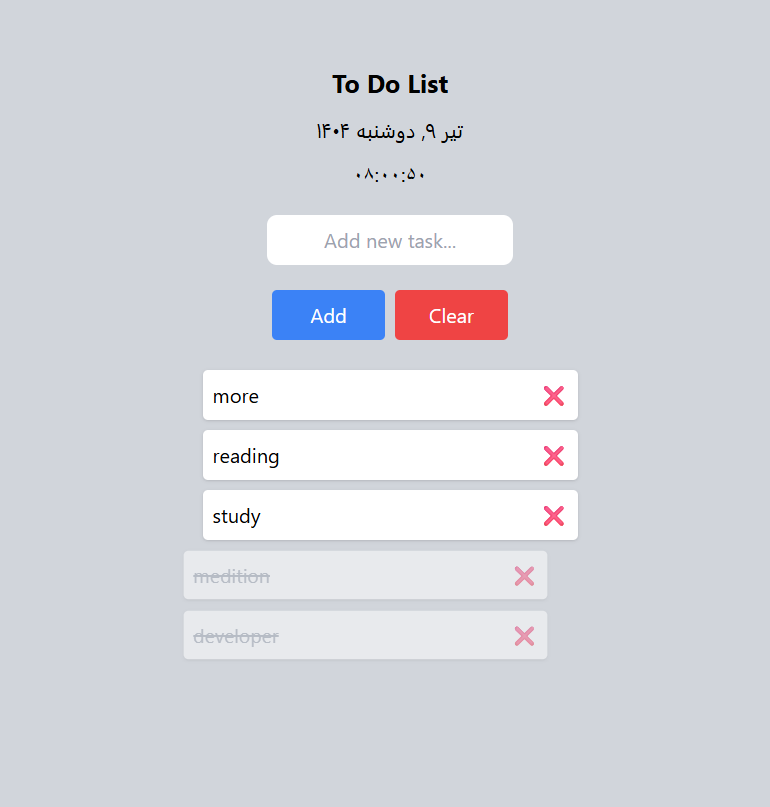 To Do List
تیر ۹, دوشنبه ۱۴۰۴
۰۸:۰۰:۵۰
Add new task...
Add Clear
more
reading
study
medition
developer